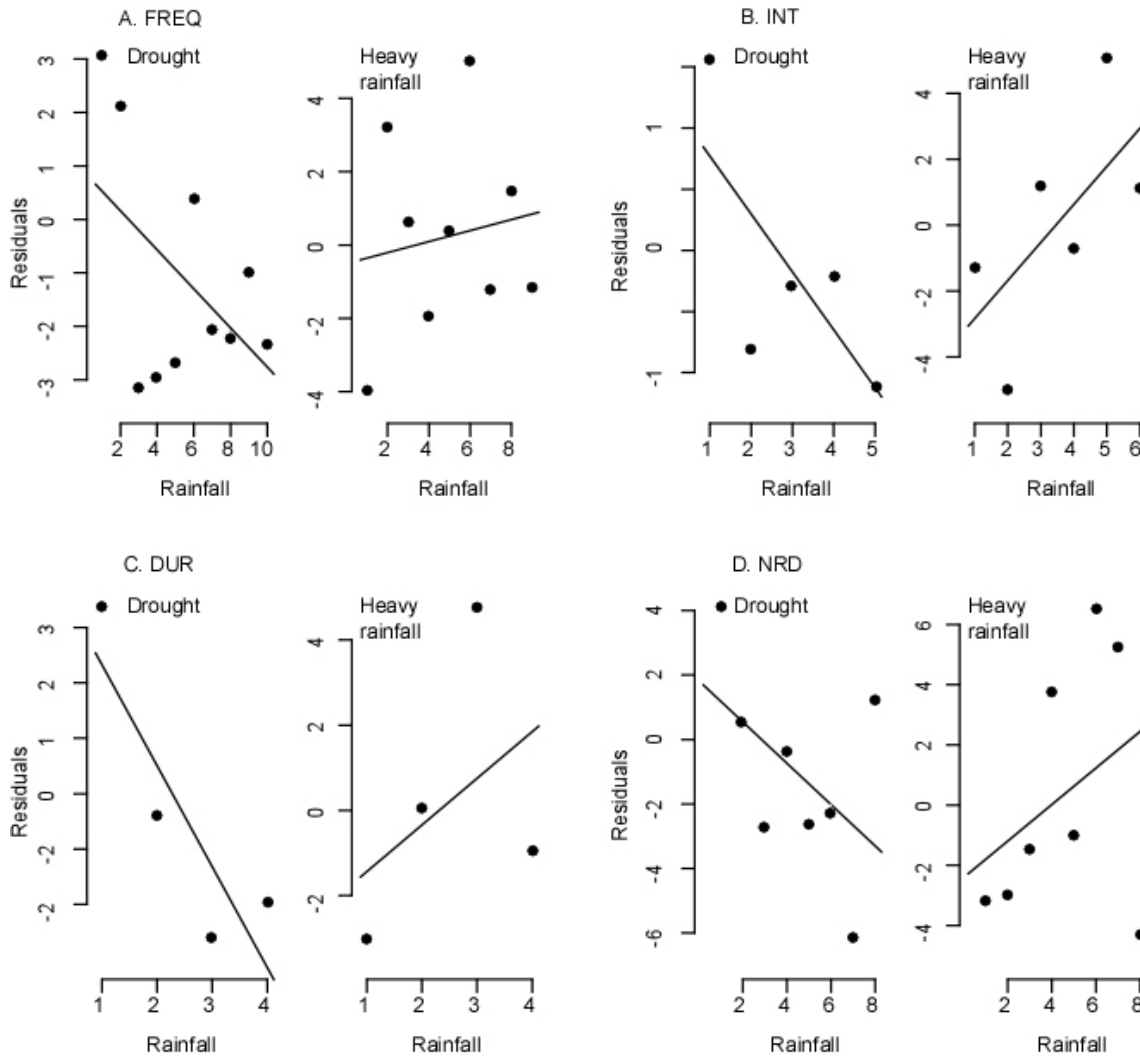 A. FREQ
Drought
Heavy
rainfall
Residuals
3
2
1
0
-1
-2
-3
4
2
0
-2
-4
2 4 6 8 10
2 4 6 8
Rainfall
Rainfall
B. INT
Drought
Heavy
rainfall
Residuals
1
0
-1
4
2
0
-2
-4
1 2 3 4 5
1 2 3 4 5 6
Rainfall
Rainfall
C. DUR
Drought
Heavy
rainfall
Residuals
3
2
1
0
-2
-2
4
2
0
-2
1 2 3 4
1 2 3 4
Rainfall
Rainfall
D. NRD
Drought
Heavy
rainfall
Residuals
4
2
0
-2
-4
-6
6
4
2
0
-2
-4
2 4 6 8
2 4 6 8
Rainfall
Rainfall